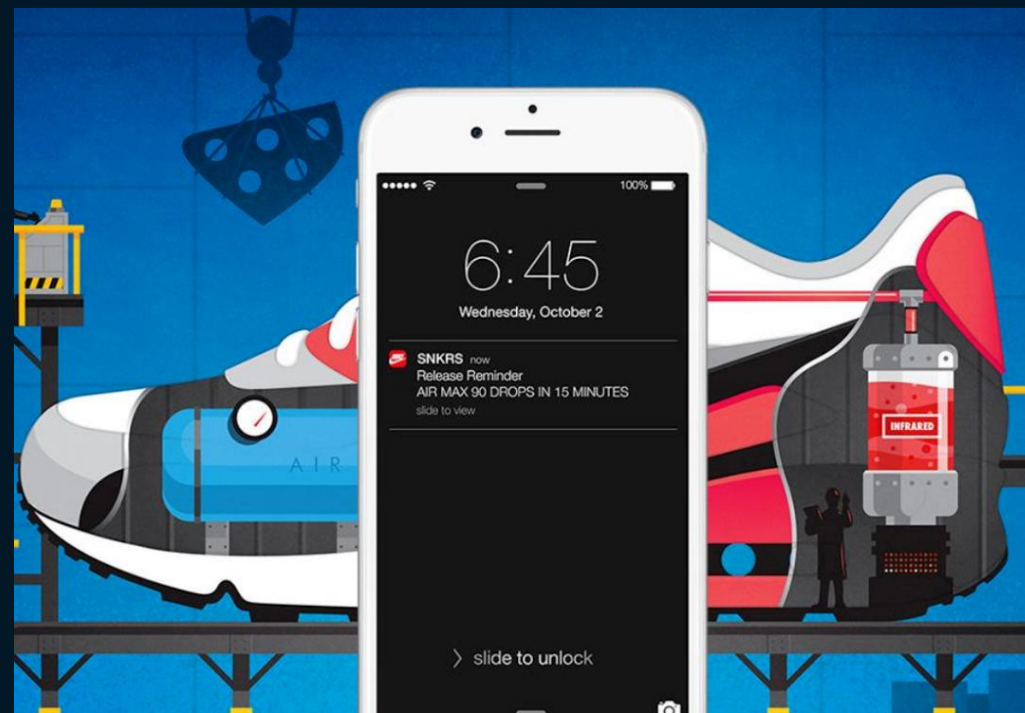 100%
6:45
Wednesday, October 2
SNKRS now
Release Reminder
AIR MAX 90 DROPS IN 15 MINUTES
slide to view
AIR
INFRARED
> slide to unlock